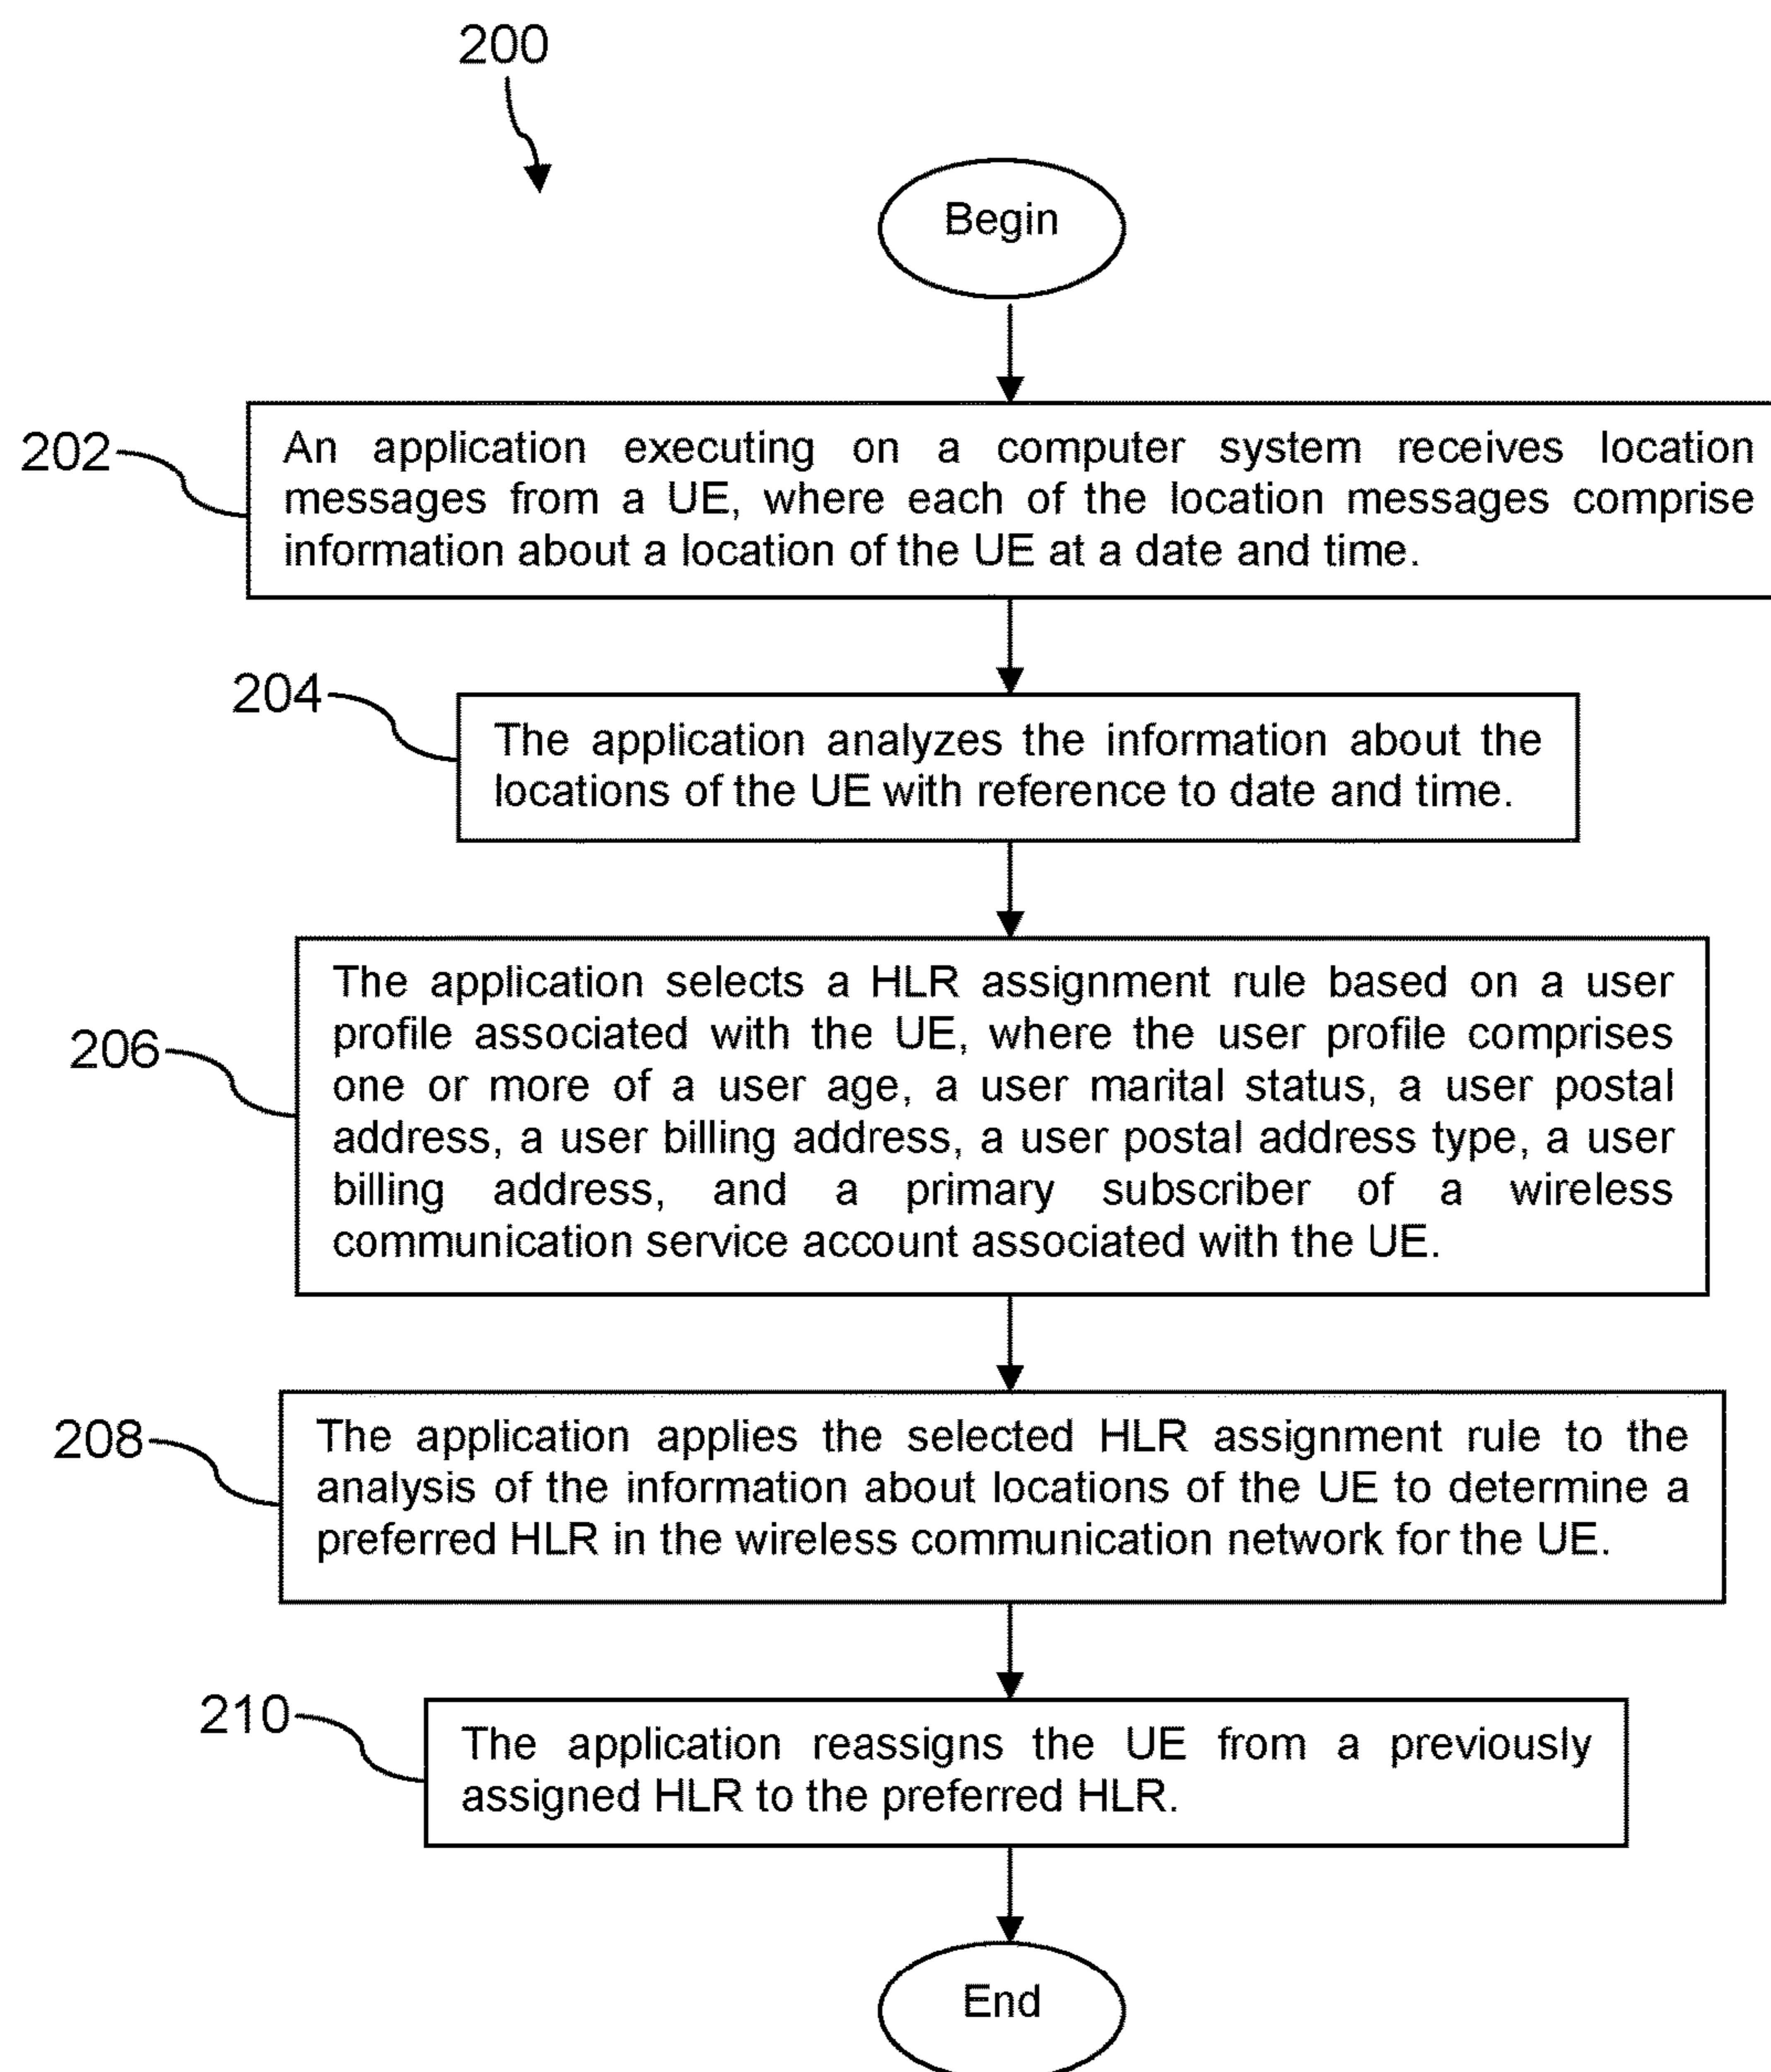 200
Begin
202
An application executing on a computer system receives location
messages from a UE, where each of the location messages comprise
information about a location of the UE at a date and time.
204
The application analyzes the information about the
locations of the UE with reference to date and time.
206
The application selects a HLR assignment rule based on a user
profile associated with the UE, where the user profile comprises
one or more of a user age, a user marital status, a user postal
address, a user billing address, a user postal address type, a user
billing address, and a primary subscriber of a wireless
communication service account associated with the UE.
208
The application applies the selected HLR assignment rule to the
analysis of the information about locations of the UE to determine a
preferred HLR in the wireless communication network for the UE.
210
The application reassigns the UE from a previously
assigned HLR to the preferred HLR.
End